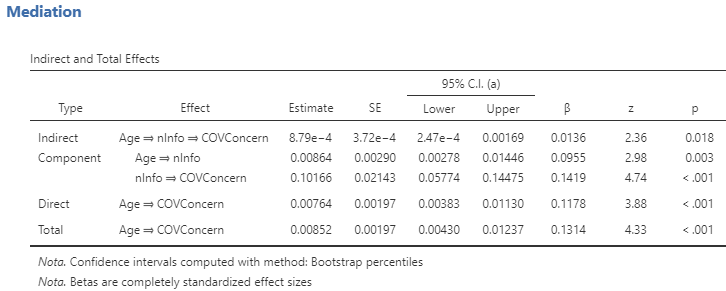 Mediation
Indirect and Total Effects
95% C.I. (a)
Type Effect Estimate SE Lower Upper β z p
Indirect Age ⇒ nInfo ⇒ COVConcern 8.79e−4 3.72e−4 2.47e−4 0.00169 0.0136 2.36 0.018
Component Age ⇒ nInfo 0.00864 0.00290 0.00278 0.01446 0.0955 2.98 0.003
nInfo ⇒ COVConcern 0.10166 0.02143 0.05774 0.14475 0.1419 4.74 < .001
Direct Age ⇒ COVConcern 0.00764 0.00197 0.00383 0.01130 0.1178 3.88 < .001
Total Age ⇒ COVConcern 0.00852 0.00197 0.00430 0.01237 0.1314 4.33 < .001
Nota. Confidence intervals computed with method: Bootstrap percentiles
Nota. Betas are completely standardized effect sizes